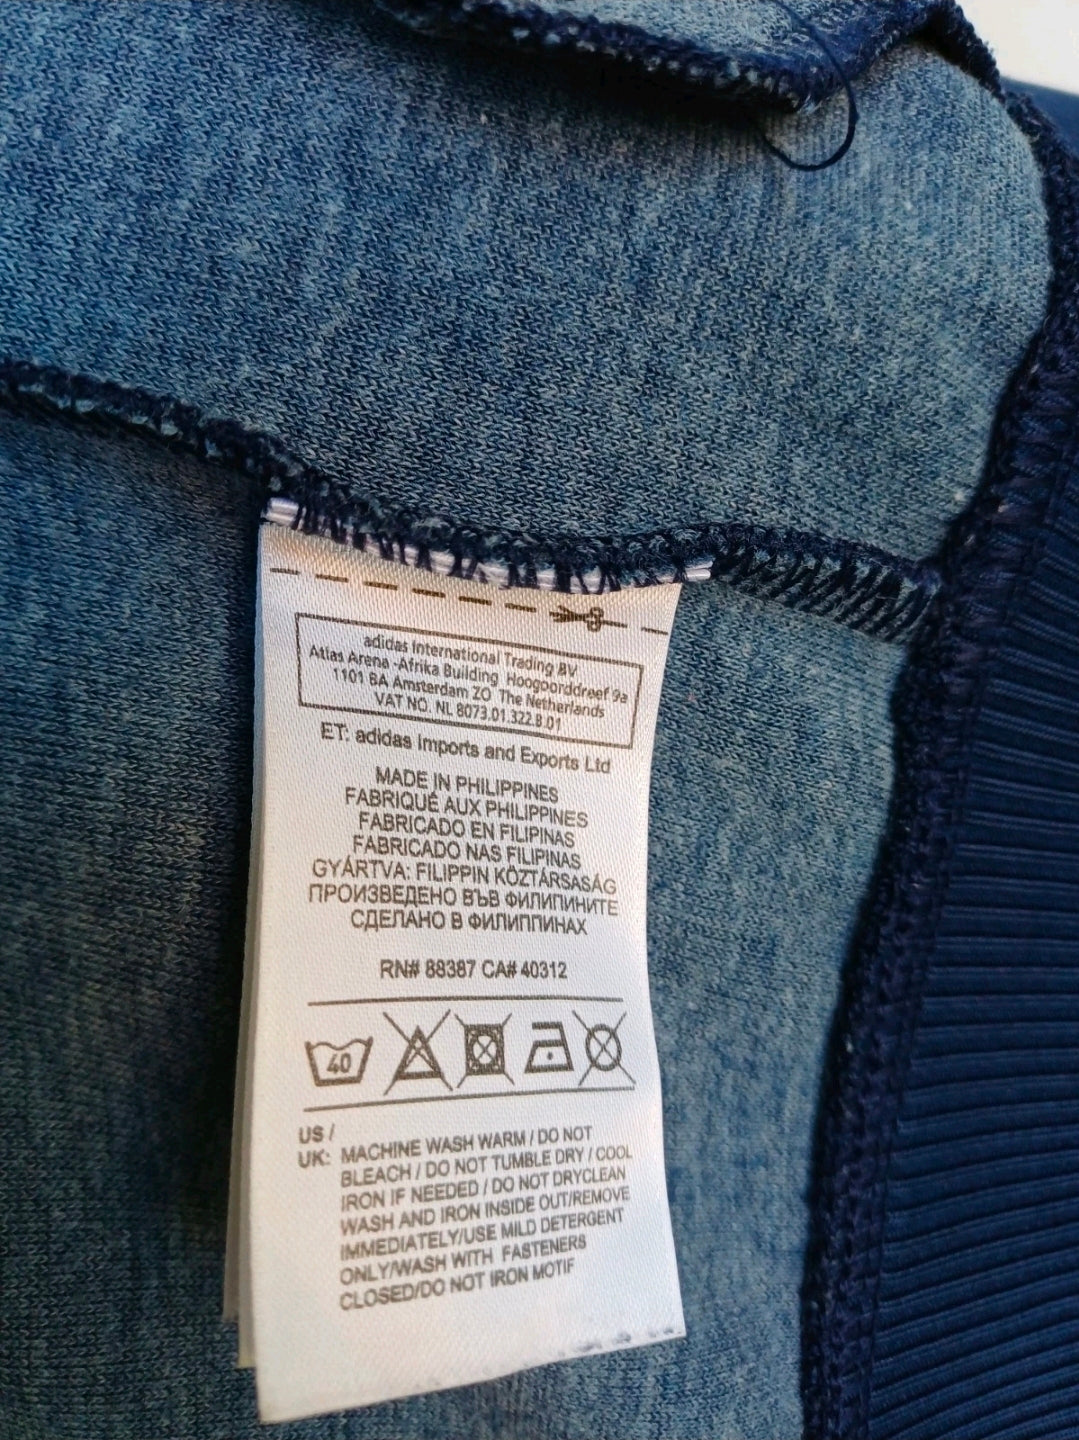 adidas International Trading BV
Atlas Arena -Afrika Building Hoogoorddreef 9a
1101 BA Amsterdam ZO The Netherlands
VAT NO. NL 8073.01.322.B.01
ET: adidas Imports and Exports Ltd
MADE IN PHILIPPINES
FABRIQUÉ AUX PHILIPPINES
FABRICADO EN FILIPINAS
FABRICADO NAS FILIPINAS
GYÁRTVA: FILIPPIN KÖZTÁRSASÁG
ПРОИЗВЕДЕНО ВЪВ ФИЛИПИНИТЕ
СДЕЛАНО В ФИЛИППИНАХ
RN# 88387 CA# 40312
40
US /
UK: MACHINE WASH WARM / DO NOT
BLEACH / DO NOT TUMBLE DRY / COOL
IRON IF NEEDED / DO NOT DRYCLEAN
WASH AND IRON INSIDE OUT/REMOVE
IMMEDIATELY/USE MILD DETERGENT
ONLY/WASH WITH FASTENERS
CLOSED/DO NOT IRON MOTIF